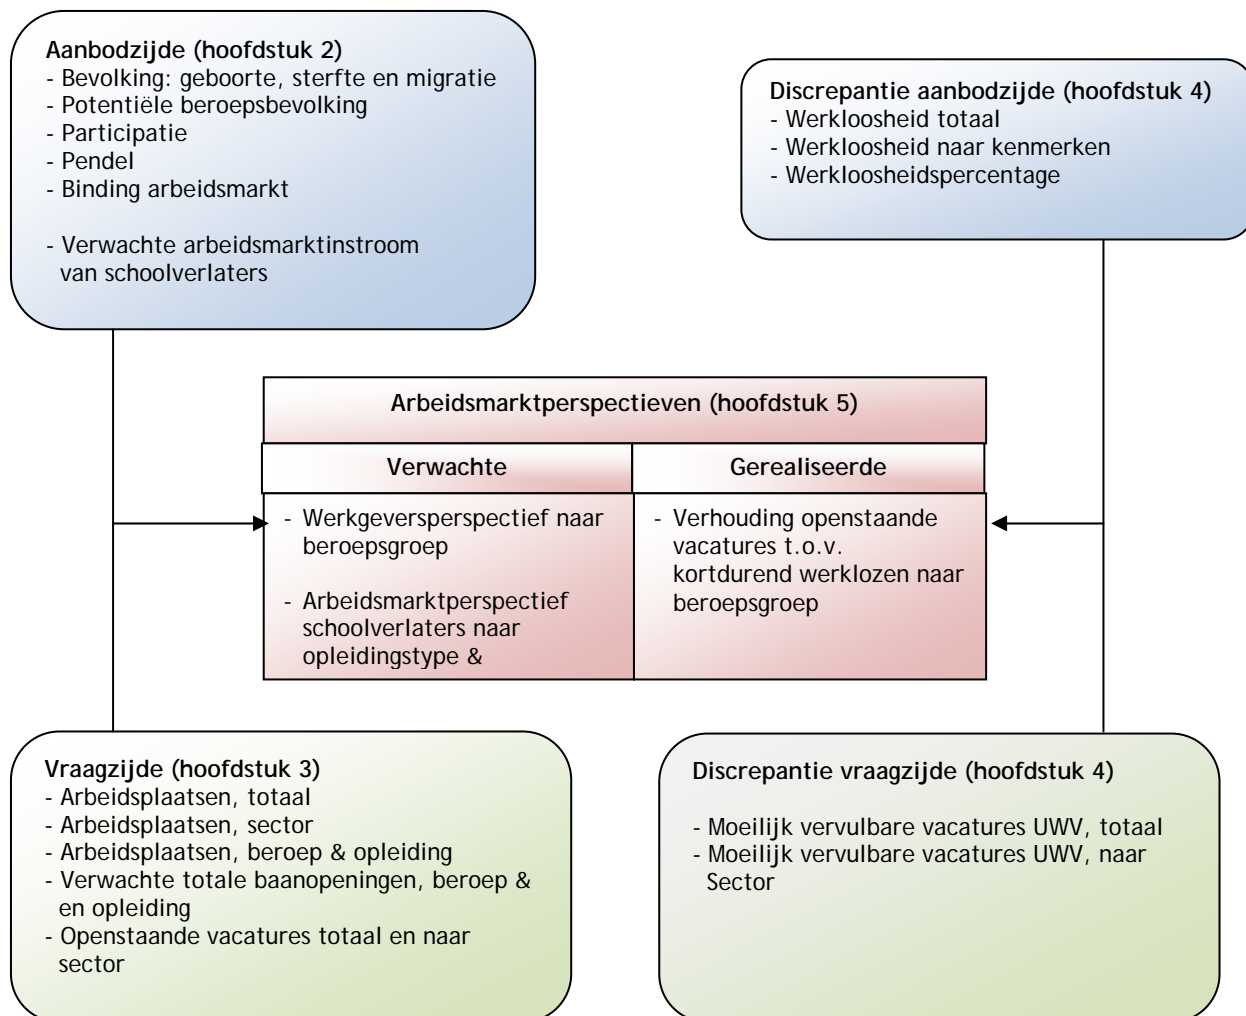 Aanbodzijde (hoofdstuk 2)
- Bevolking: geboorte, sterfte en migratie
- Potentiële beroepsbevolking
- Participatie
- Pendel
- Binding arbeidsmarkt
- Verwachte arbeidsmarktinstroom
van schoolverlaters
Discrepantie aanbodzijde (hoofdstuk 4)
- Werkloosheid totaal
- Werkloosheid naar kenmerken
- Werkloosheidspercentage
Arbeidsmarktperspectieven (hoofdstuk 5)
Verwachte
- Werkgeversperspectief naar
beroepsgroep
- Arbeidsmarktperspectief
schoolverlaters naar
opleidingstype &
Gerealiseerde
- Verhouding openstaande
vacatures t.o.v.
kortdurend werklozen naar
beroepsgroep
Vraagzijde (hoofdstuk 3)
- Arbeidsplaatsen, totaal
- Arbeidsplaatsen, sector
- Arbeidsplaatsen, beroep & opleiding
- Verwachte totale baanopeningen, beroep &
en opleiding
- Openstaande vacatures totaal en naar
sector
Discrepantie vraagzijde (hoofdstuk 4)
- Moeilijk vervulbare vacatures UWV, totaal
- Moeilijk vervulbare vacatures UWV, naar
Sector